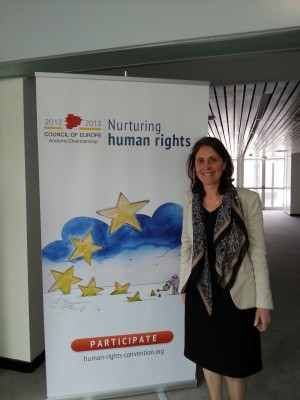 2012 2013
COUNCIL OF EUROPE
Andorra Chairmanship
Nurturing
human rights
PARTICIPATE
human-rights-convention.org